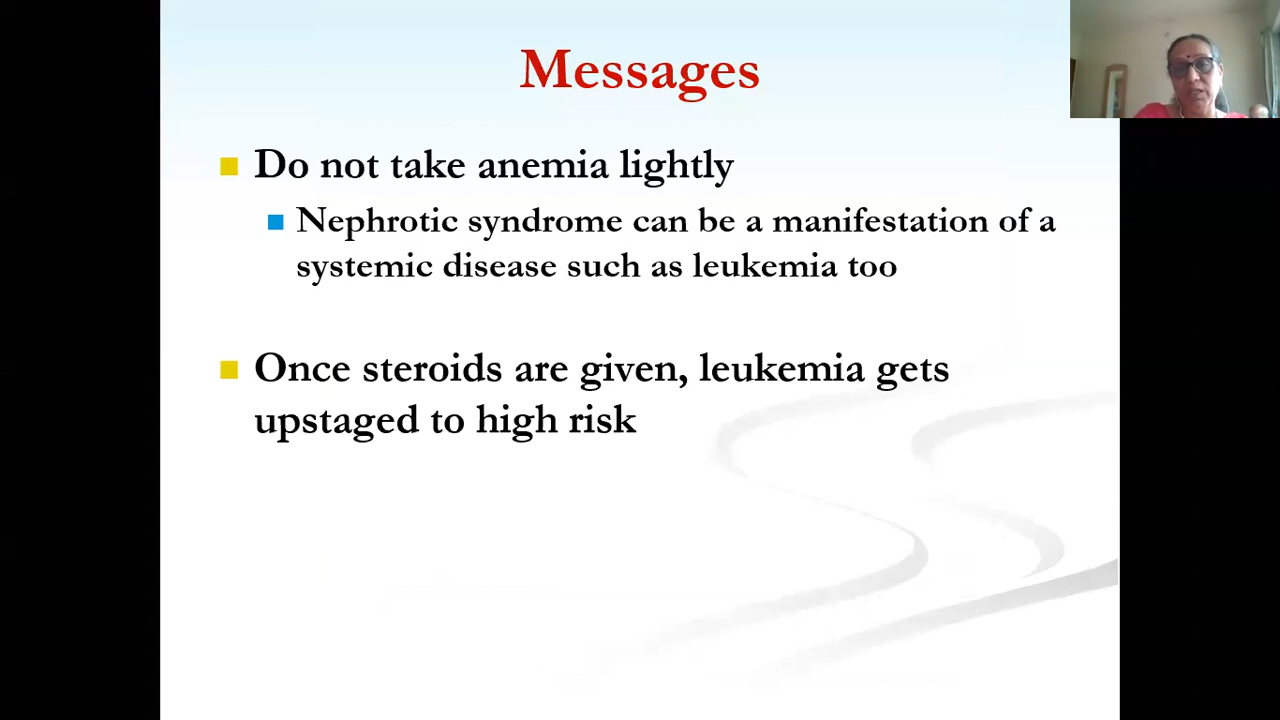 Messages
Do not take anemia lightly
Nephrotic syndrome can be a manifestation of a
systemic disease such as leukemia too
Once steroids are given, leukemia gets
upstaged to high risk